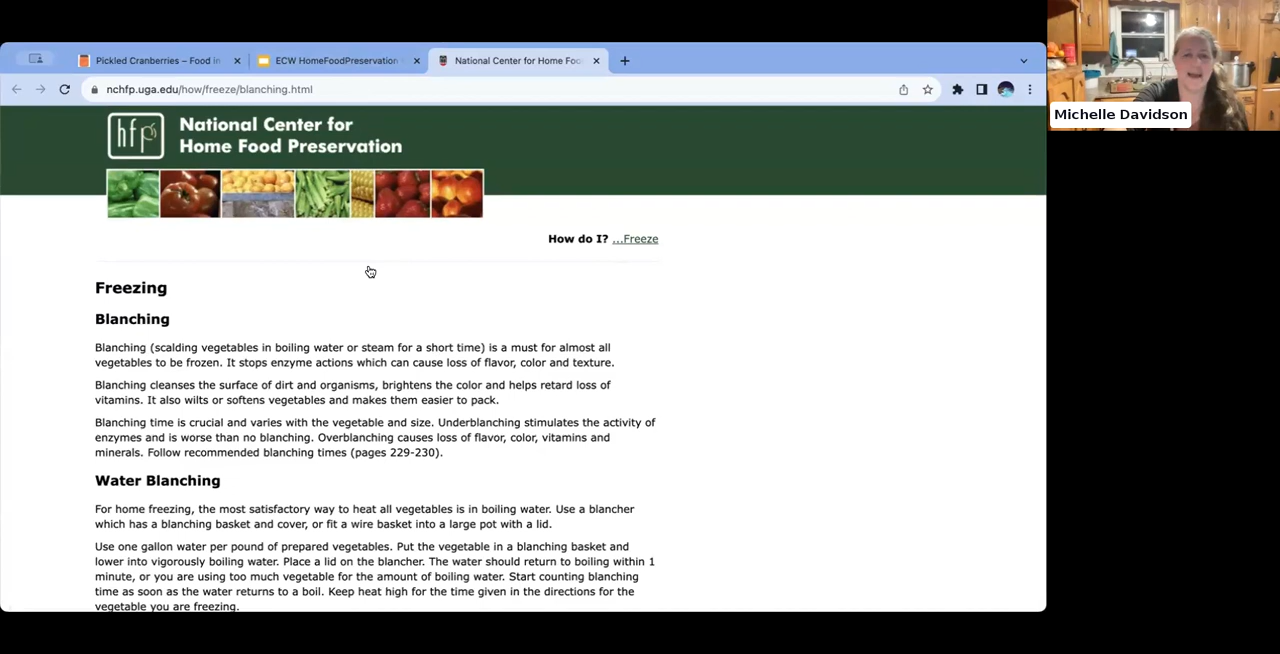 Pickled Cranberries – Food in
ECW HomeFoodPreservation
National Center for Home Foo
nchfp.uga.edu/how/freeze/blanching.html
Michelle Davidson
hfp
National Center for
Home Food Preservation
How do I? ...Freeze
Freezing
Blanching
Blanching (scalding vegetables in boiling water or steam for a short time) is a must for almost all
vegetables to be frozen. It stops enzyme actions which can cause loss of flavor, color and texture.
Blanching cleanses the surface of dirt and organisms, brightens the color and helps retard loss of
vitamins. It also wilts or softens vegetables and makes them easier to pack.
Blanching time is crucial and varies with the vegetable and size. Underblanching stimulates the activity of
enzymes and is worse than no blanching. Overblanching causes loss of flavor, color, vitamins and
minerals. Follow recommended blanching times (pages 229-230).
Water Blanching
For home freezing, the most satisfactory way to heat all vegetables is in boiling water. Use a blancher
which has a blanching basket and cover, or fit a wire basket into a large pot with a lid.
Use one gallon water per pound of prepared vegetables. Put the vegetable in a blanching basket and
lower into vigorously boiling water. Place a lid on the blancher. The water should return to boiling within 1
minute, or you are using too much vegetable for the amount of boiling water. Start counting blanching
time as soon as the water returns to a boil. Keep heat high for the time given in the directions for the
vegetable you are freezing.